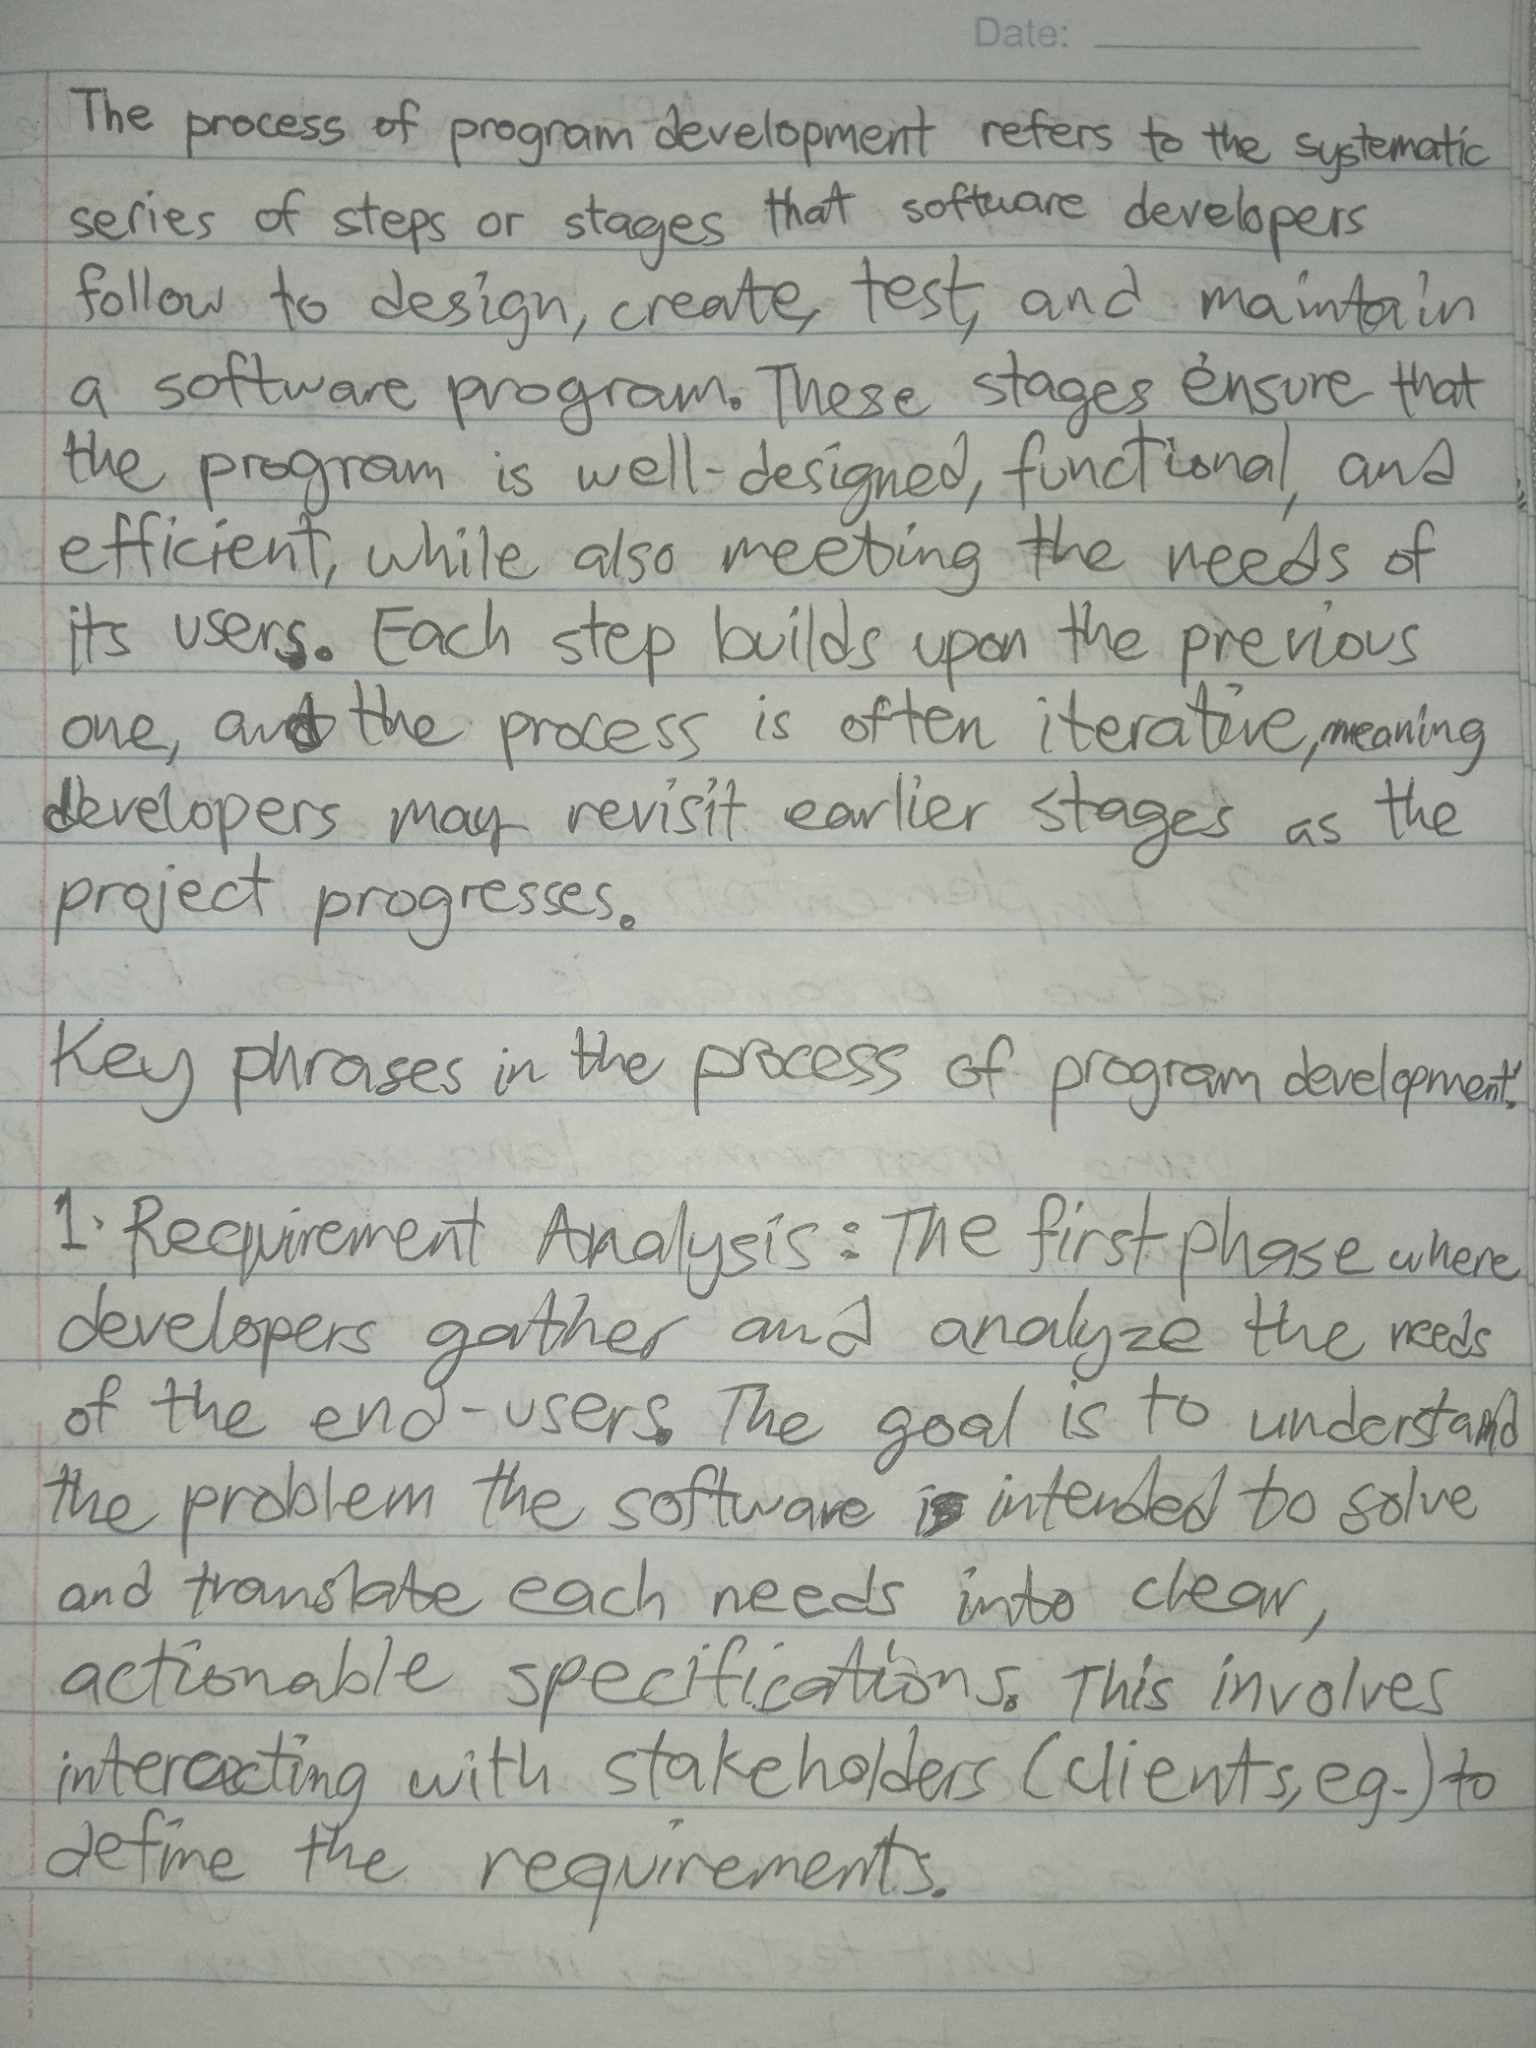 Date:
The process of program development refers to the systematic
series of steps or stages that software developers
follow to design, create, test, and maintain
a software program. These stages ensure that
the program is well-designed, functional, and
efficient, while also meeting the needs of
its users. Each step builds upon the previous
one, and the process is often iterative, meaning
developers may revisit earlier stages as the
project progresses.
Key phrases in the process of program development:
1. Requirement Analysis: The first phase where
developers gather and analyze the needs
of the end-users. The goal is to understand
the problem the software is intended to solve
and translate each needs into clear,
actionable specifications. This involves
interacting with stakeholders (clients, eg.) to
define the requirements.